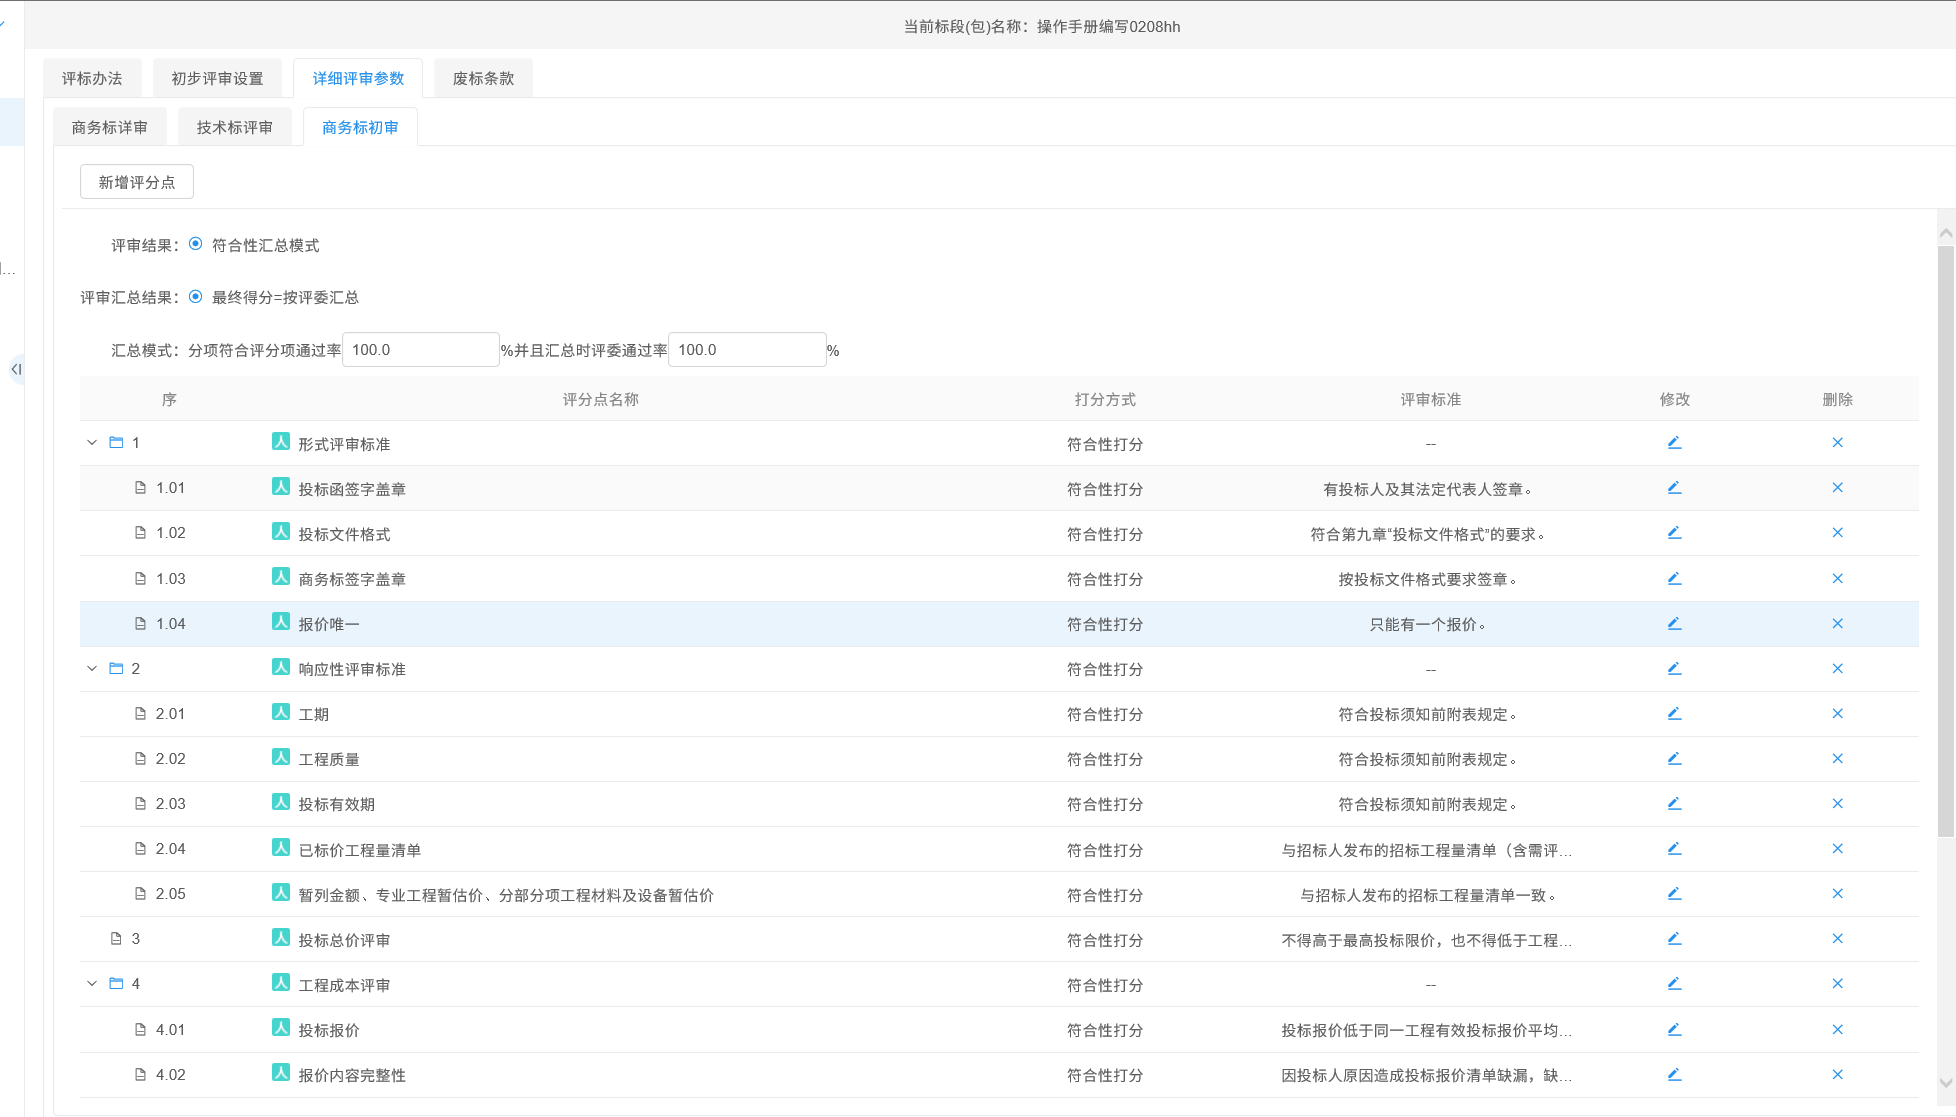 当前标段(包)名称：操作手册编写0208hh
评标办法 初步评审设置 详细评审参数 废标条款
商务标详审 技术标评审 商务标初审
新增评分点
评审结果： 符合性汇总模式
...
评审汇总结果： 最终得分=按评委汇总
汇总模式：分项符合评分项通过率 100.0 %并且汇总时评委通过率 100.0 %
序 评分点名称 打分方式 评审标准 修改 删除
1 人 形式评审标准 符合性打分 --
1.01 人 投标函签字盖章 符合性打分 有投标人及其法定代表人签章。
1.02 人 投标文件格式 符合性打分 符合第九章“投标文件格式”的要求。
1.03 人 商务标签字盖章 符合性打分 按投标文件格式要求签章。
1.04 人 报价唯一 符合性打分 只能有一个报价。
2 人 响应性评审标准 符合性打分 --
2.01 人 工期 符合性打分 符合投标须知前附表规定。
2.02 人 工程质量 符合性打分 符合投标须知前附表规定。
2.03 人 投标有效期 符合性打分 符合投标须知前附表规定。
2.04 人 已标价工程量清单 符合性打分 与招标人发布的招标工程量清单（含需评...
2.05 人 暂列金额、专业工程暂估价、分部分项工程材料及设备暂估价 符合性打分 与招标人发布的招标工程量清单一致。
3 人 投标总价评审 符合性打分 不得高于最高投标限价，也不得低于工程...
4 人 工程成本评审 符合性打分 --
4.01 人 投标报价 符合性打分 投标报价低于同一工程有效投标报价平均...
4.02 人 报价内容完整性 符合性打分 因投标人原因造成投标报价清单缺漏，缺...